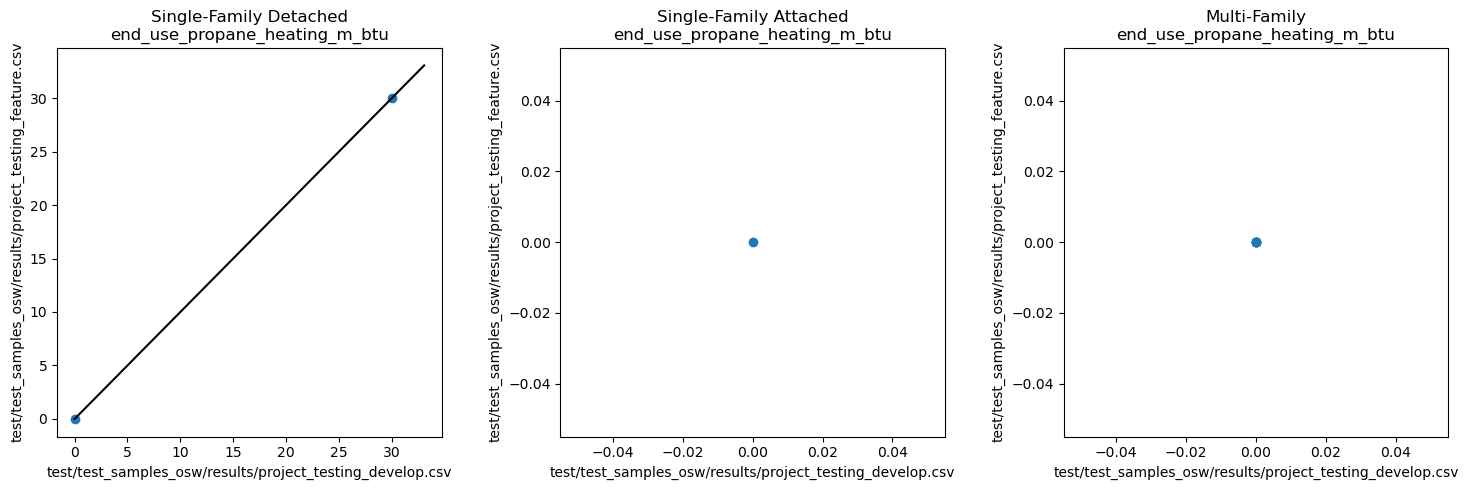 Single-Family Detached
end_use_propane_heating_m_btu
test/test_samples_osw/results/project_testing_feature.csv
30
25
20
15
10
5
0
0 5 10 15 20 25 30
test/test_samples_osw/results/project_testing_develop.csv
Single-Family Attached
end_use_propane_heating_m_btu
test/test_samples_osw/results/project_testing_feature.csv
0.04
0.02
0.00
−0.02
−0.04
−0.04 −0.02 0.00 0.02 0.04
test/test_samples_osw/results/project_testing_develop.csv
Multi-Family
end_use_propane_heating_m_btu
test/test_samples_osw/results/project_testing_feature.csv
0.04
0.02
0.00
−0.02
−0.04
−0.04 −0.02 0.00 0.02 0.04
test/test_samples_osw/results/project_testing_develop.csv